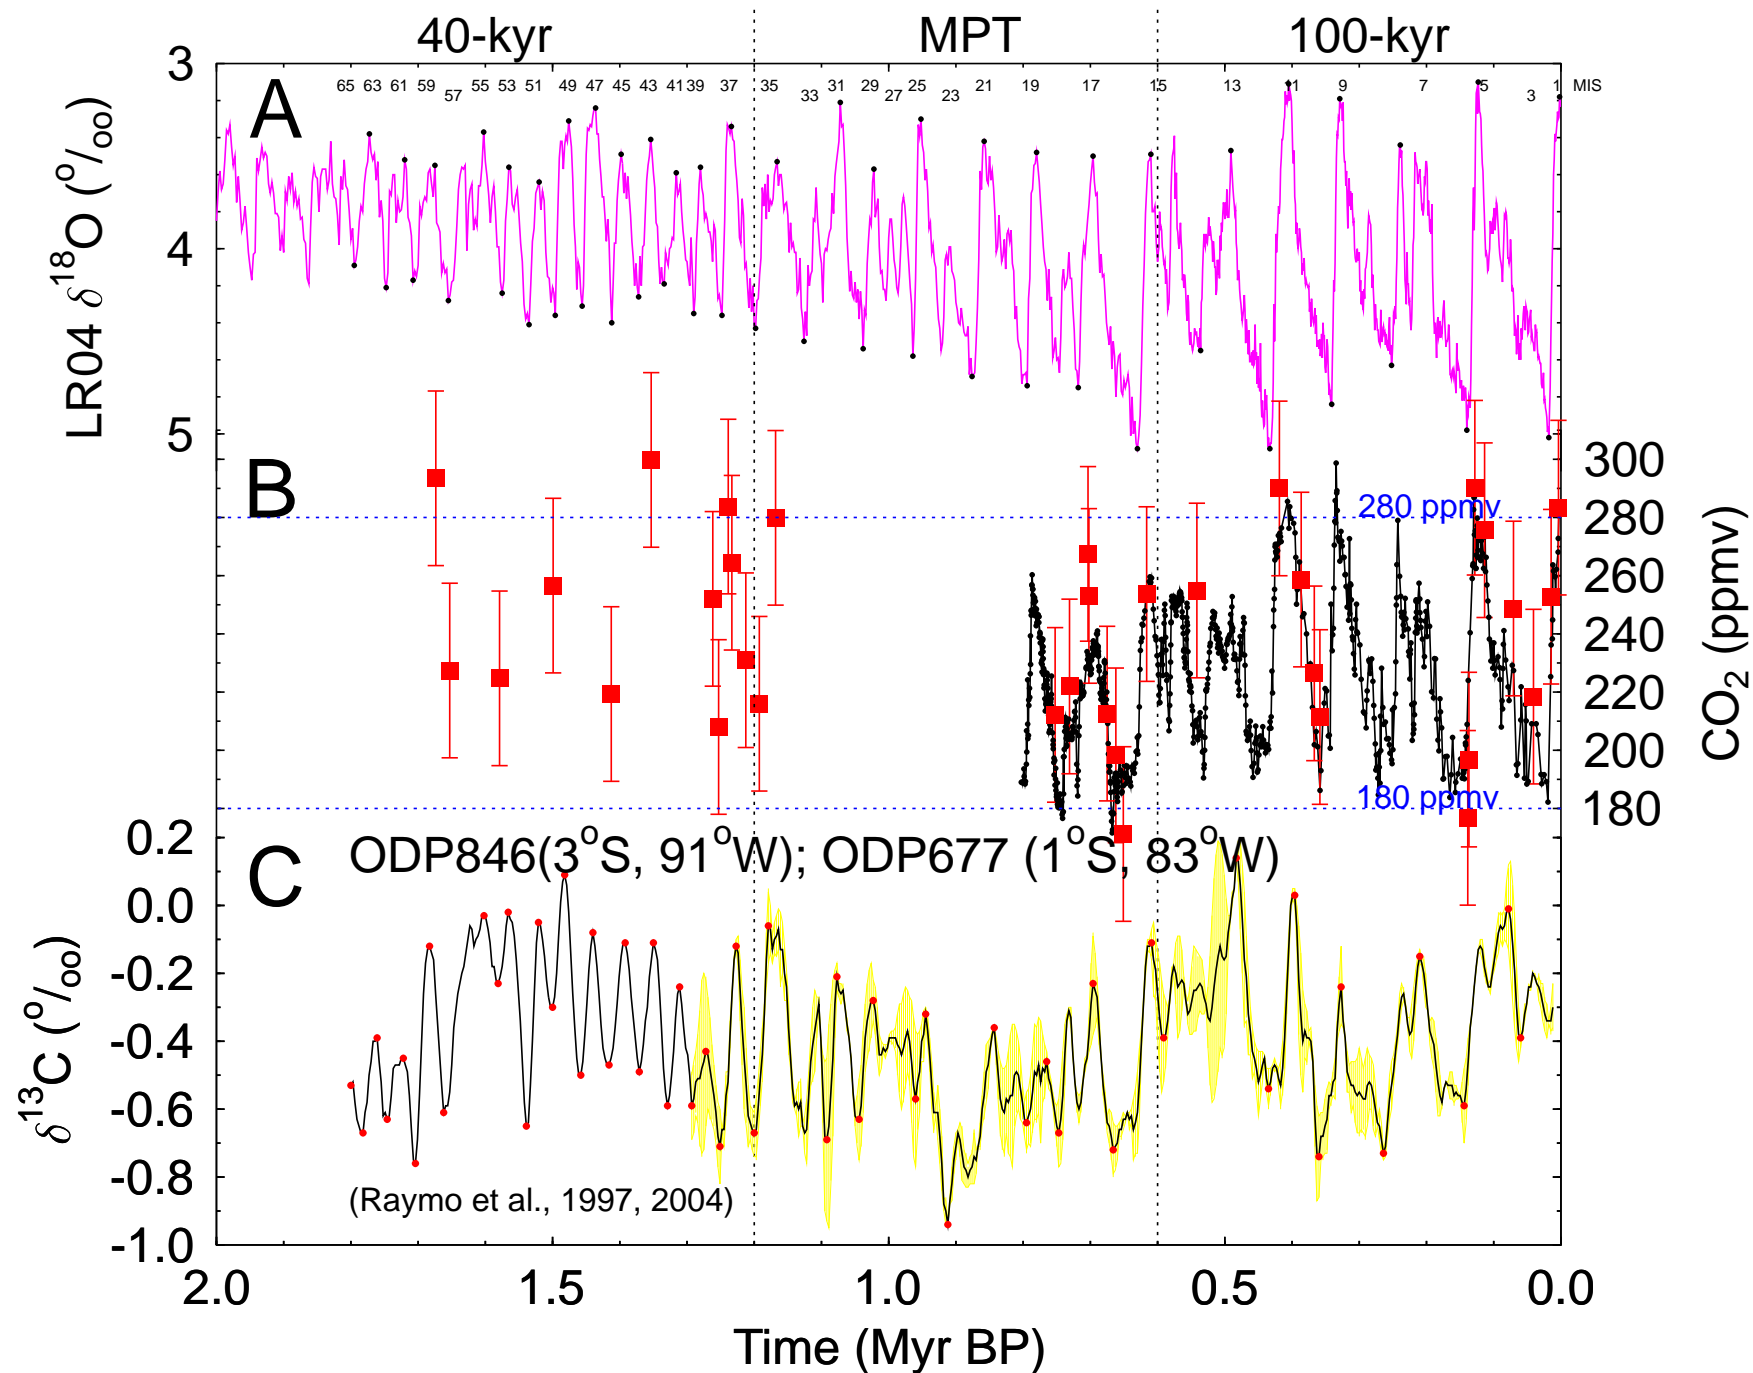 40-kyr MPT 100-kyr
3
65 63 61 59 57 55 53 51 49 47 45 43 41 39 37 35 33 31 29 27 25 23 21 19 17 15 13 11 9 7 5 3 1 MIS
A
LR04 δ18O (o/oo)
4
5
B
300
280 ppmv
280
260
240
220
200
180 ppmv
180
CO2 (ppmv)
0.2
C
ODP846(3oS, 91oW); ODP677 (1oS, 83oW)
0.0
-0.2
-0.4
-0.6
-0.8
-1.0
δ13C (o/oo)
(Raymo et al., 1997, 2004)
2.0 1.5 1.0 0.5 0.0
Time (Myr BP)